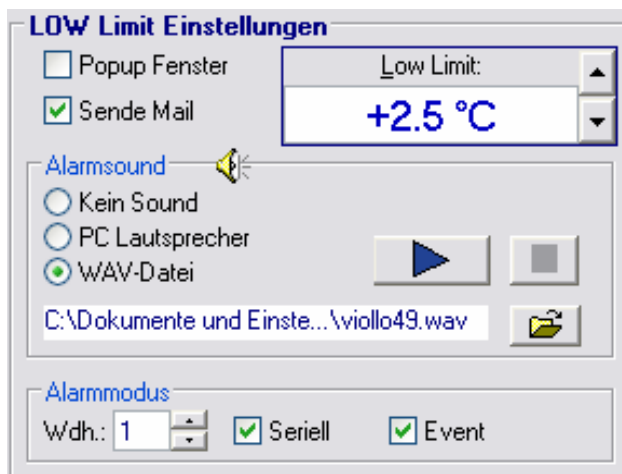 LOW Limit Einstellungen
Popup Fenster
Low Limit:
Sende Mail
+2.5 °C
Alarmsound
Kein Sound
PC Lautsprecher
WAV-Datei
C:\Dokumente und Einste...\viollo49.wav
Alarmmodus
Wdh.: 1 Seriell Event